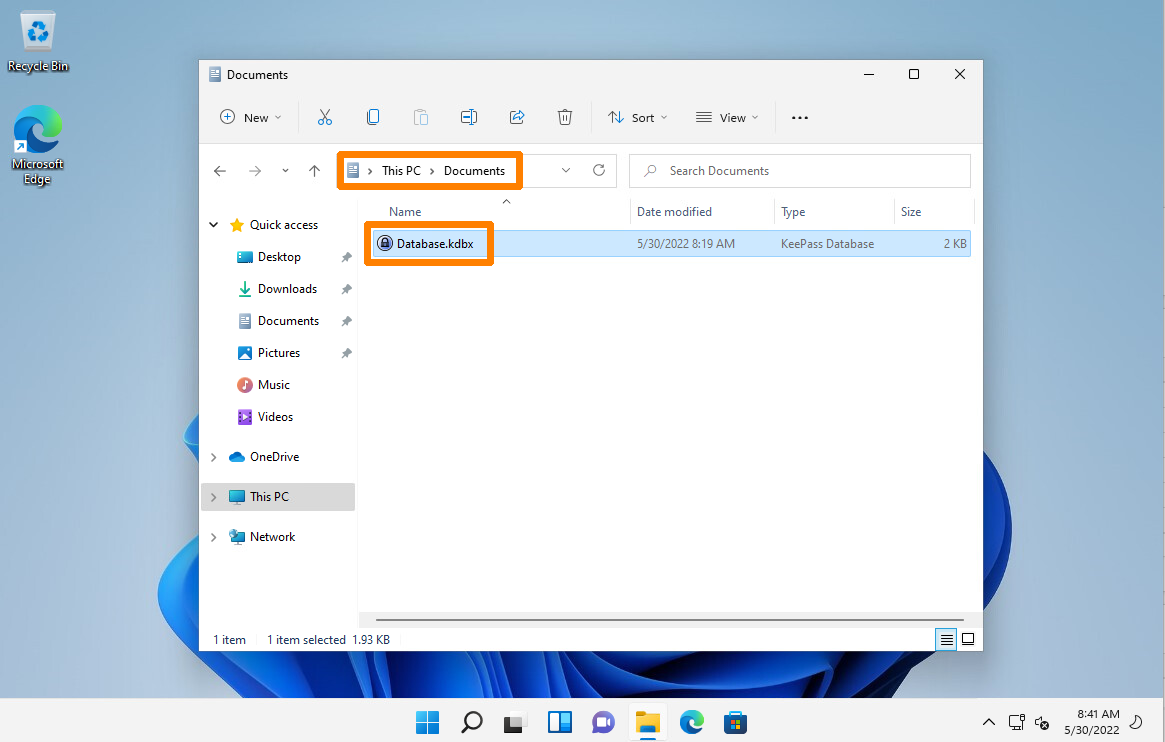 Recycle Bin
Microsoft
Edge
Documents
New
Sort
View
This PC
Documents
Search Documents
Name
Date modified
Type
Size
Database.kdbx
5/30/2022 8:19 AM
KeePass Database
2 KB
Quick access
Desktop
Downloads
Documents
Pictures
Music
Videos
OneDrive
This PC
Network
1 item
1 item selected 1.93 KB
8:41 AM
5/30/2022